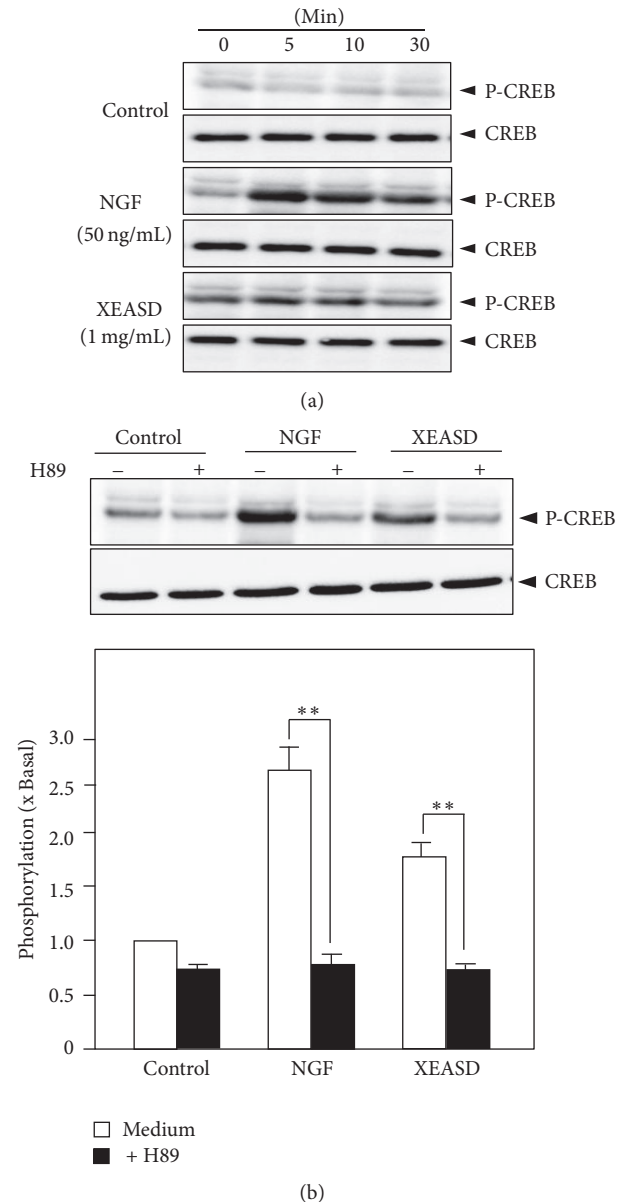 (Min)
0 5 10 30
P-CREB
Control
CREB
NGF
(50 ng/mL)
P-CREB
CREB
XEASD
(1 mg/mL)
P-CREB
CREB
(a)
Control NGF XEASD
H89 – + – + – +
P-CREB
CREB
Phosphorylation (x Basal)
3.0
2.5
2.0
1.5
1.0
0.5
0
**
**
Control NGF XEASD
Medium
+ H89
(b)